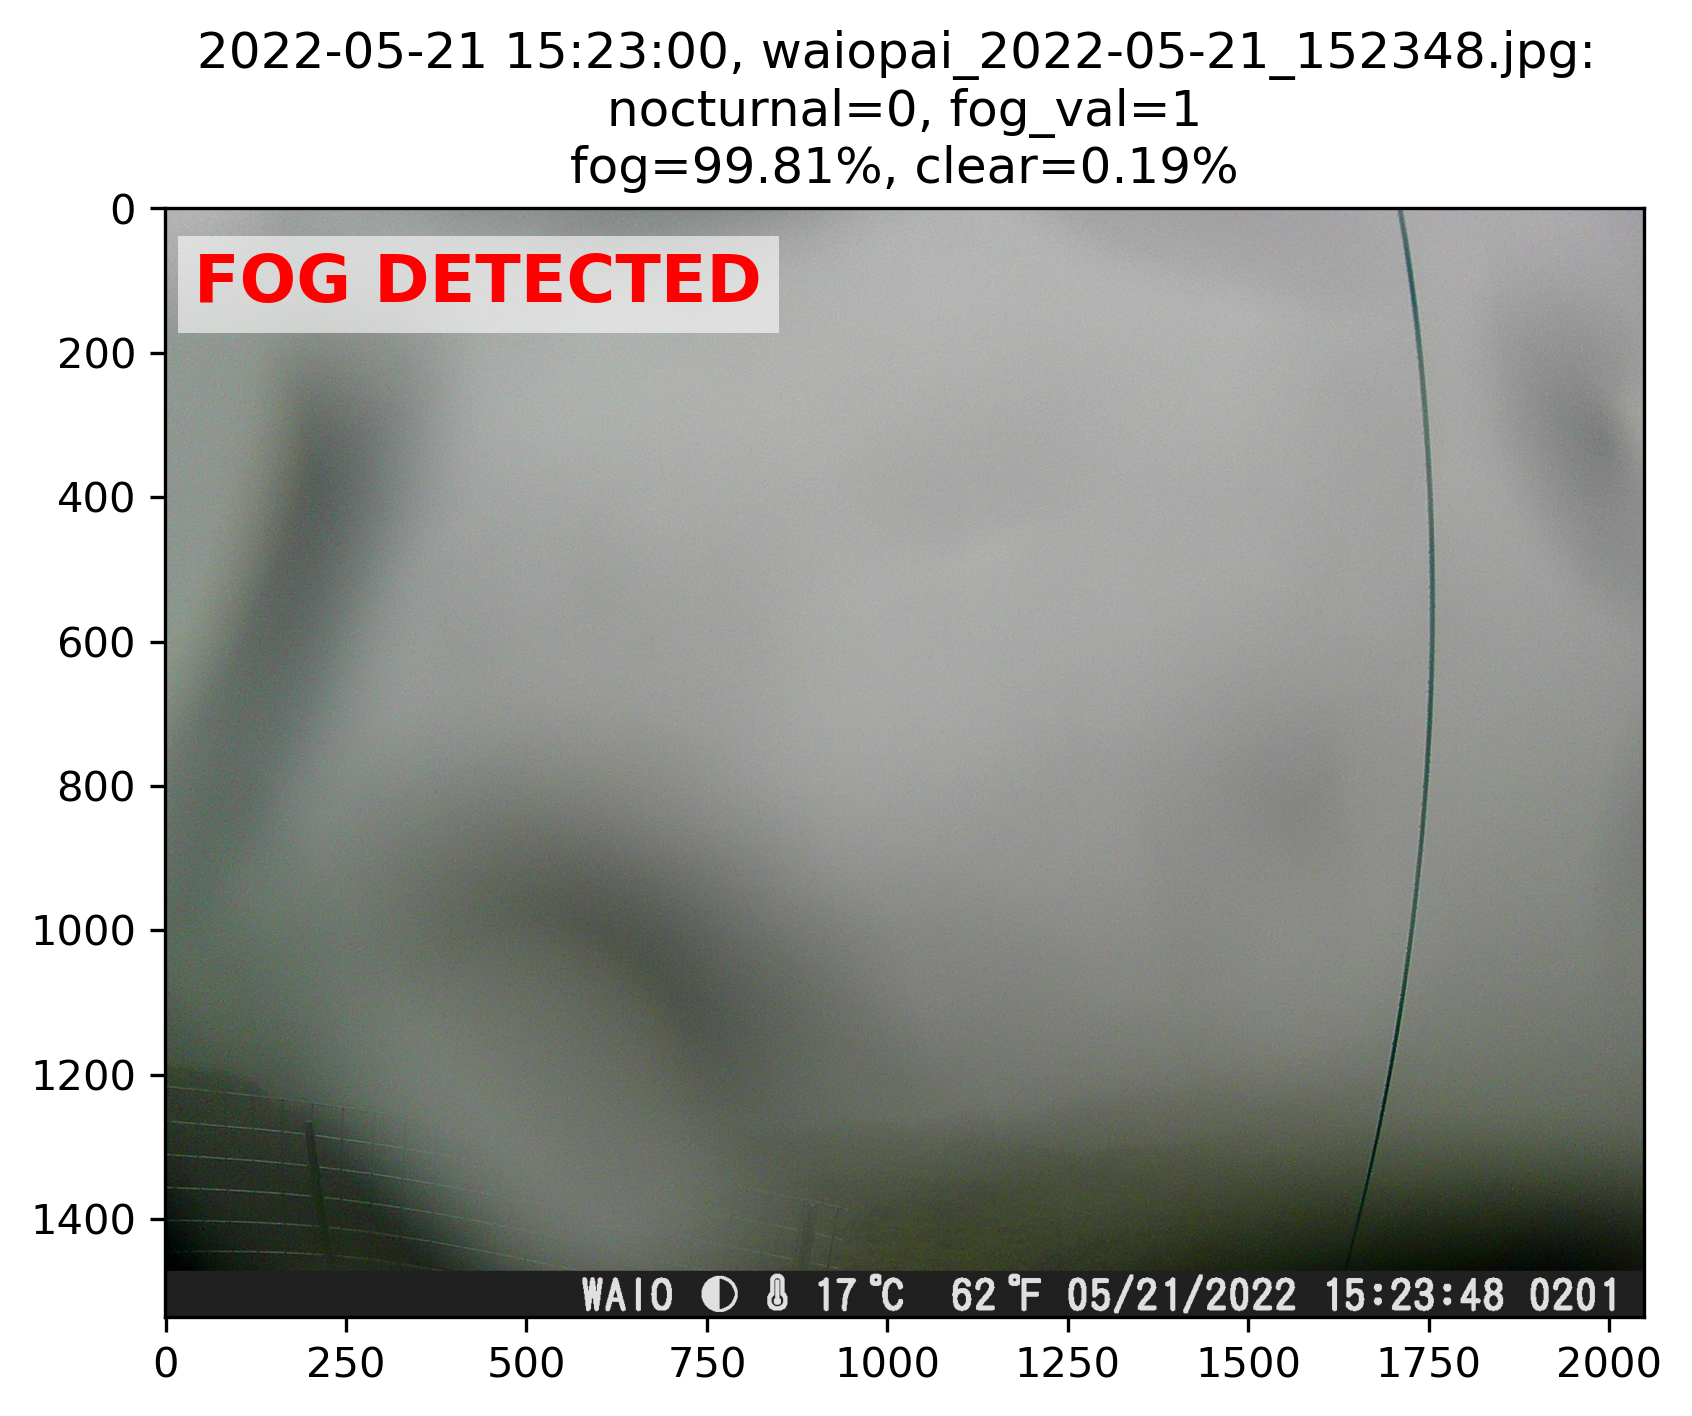 2022-05-21 15:23:00, waiopai_2022-05-21_152348.jpg:
nocturnal=0, fog_val=1
fog=99.81%, clear=0.19%
0
FOG DETECTED
200
400
600
800
1000
1200
1400
WAIO 17°C 62°F 05/21/2022 15:23:48 0201
0 250 500 750 1000 1250 1500 1750 2000